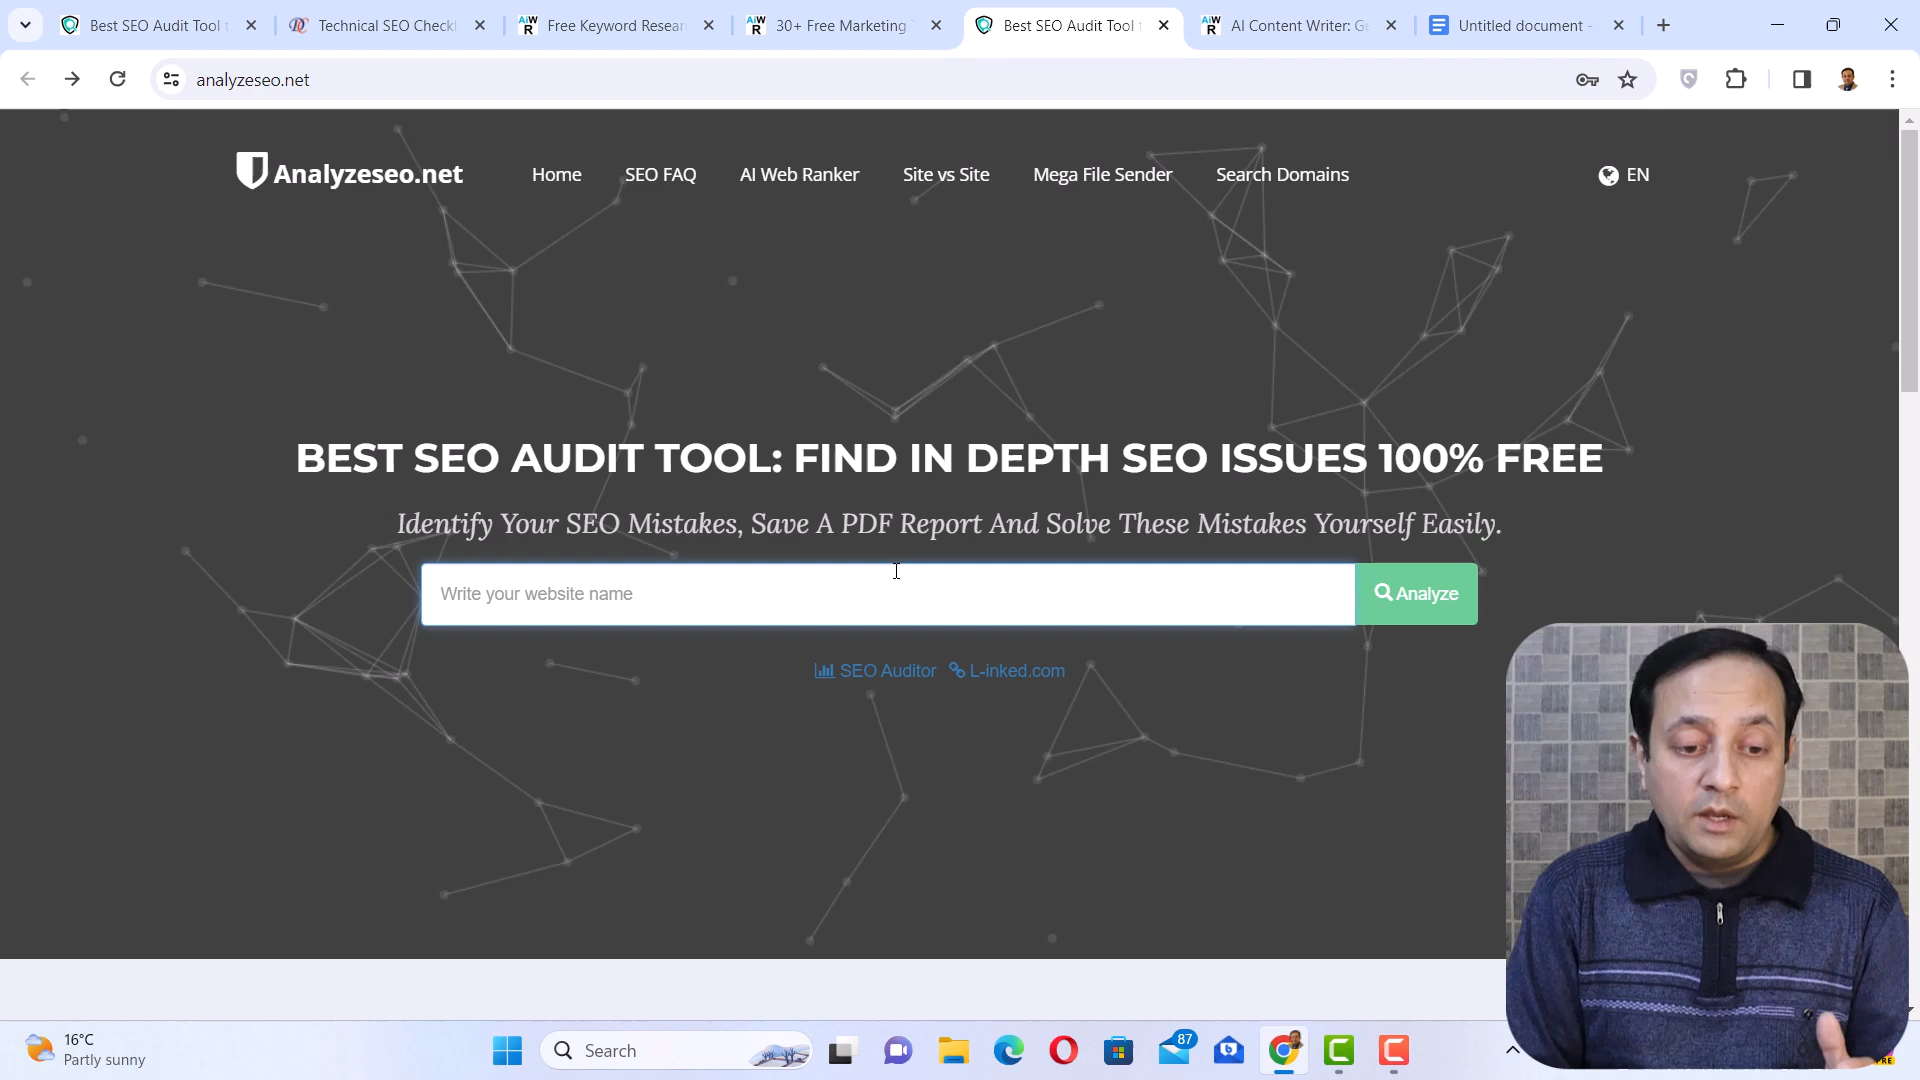 Best SEO Audit Tool t
Technical SEO Checkl
Free Keyword Resear
30+ Free Marketing T
Best SEO Audit Tool t
AI Content Writer: Ge
Untitled document -
analyzeseo.net
Analyzeseo.net
Home
SEO FAQ
AI Web Ranker
Site vs Site
Mega File Sender
Search Domains
EN
BEST SEO AUDIT TOOL: FIND IN DEPTH SEO ISSUES 100% FREE
Identify Your SEO Mistakes, Save A PDF Report And Solve These Mistakes Yourself Easily.
Write your website name
Analyze
SEO Auditor
L-inked.com
16°C
Partly sunny
Search
87